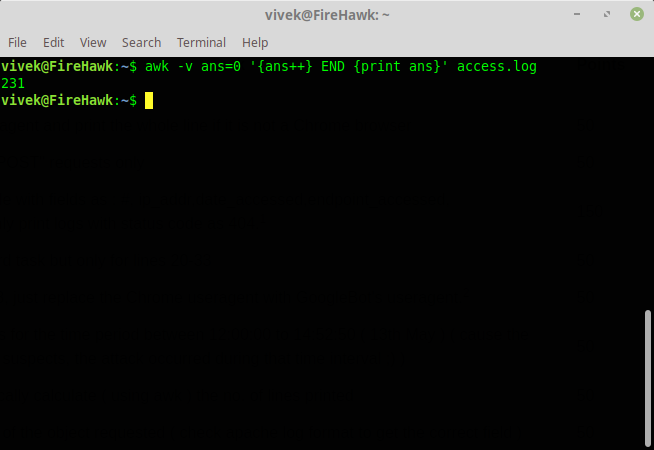 vivek@FireHawk: ~
File Edit View Search Terminal Help
vivek@FireHawk:~$ awk -v ans=0 '{ans++} END {print ans}' access.log
231
vivek@FireHawk:~$